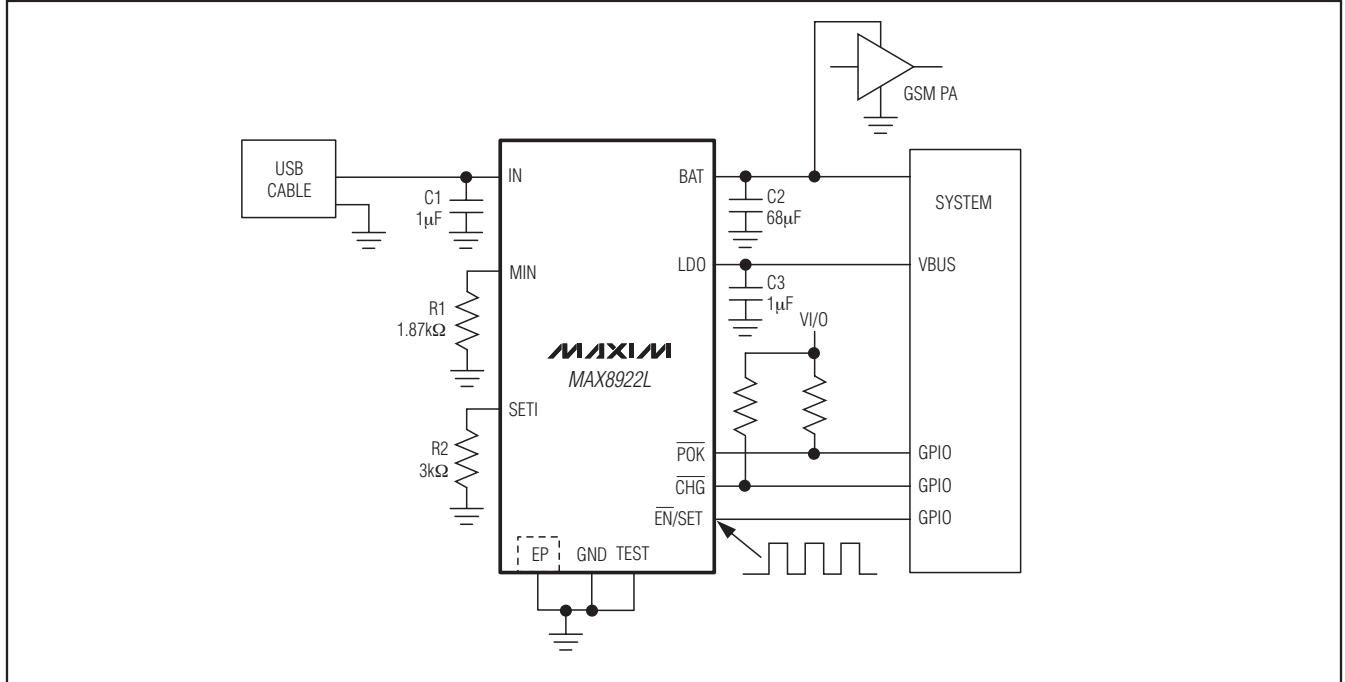 GSM PA
USB
CABLE
IN
BAT
C1
1µF
C2
68µF
SYSTEM
MIN
LDO
VBUS
C3
1µF
R1
1.87kΩ
VI/O
MAXIM
MAX8922L
SETI
R2
3kΩ
POK
GPIO
CHG
GPIO
EN/SET
GPIO
EP
GND
TEST